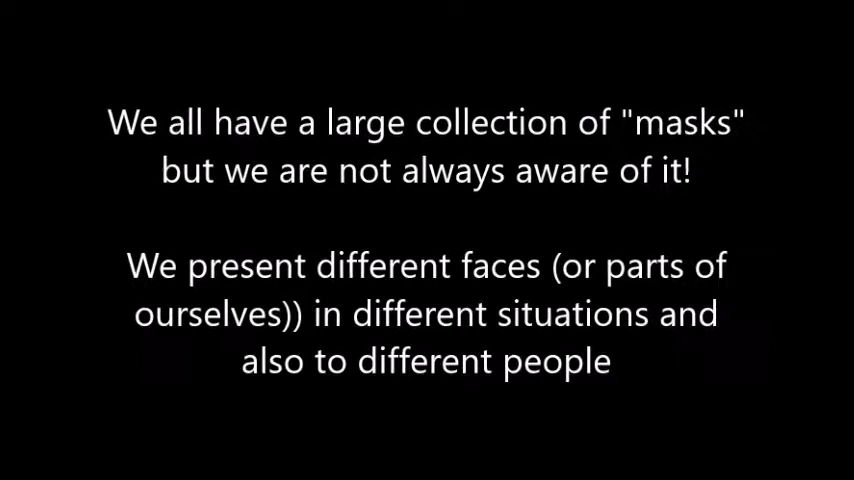 We all have a large collection of "masks"
but we are not always aware of it!
We present different faces (or parts of
ourselves)) in different situations and
also to different people